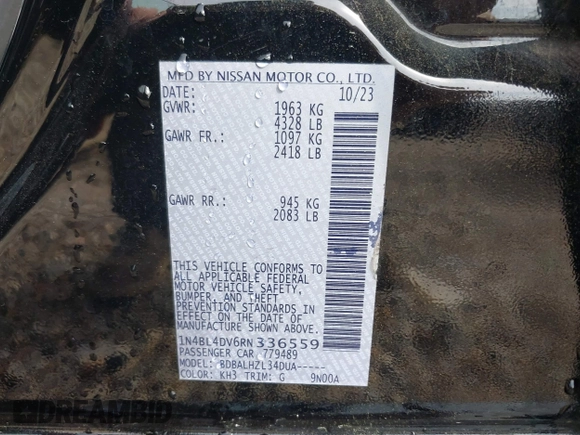 MFD BY NISSAN MOTOR CO., LTD.
DATE: 10/23
GVWR: 1963 KG
4328 LB
GAWR FR.: 1097 KG
2418 LB
GAWR RR.: 945 KG
2083 LB
THIS VEHICLE CONFORMS TO
ALL APPLICABLE FEDERAL
MOTOR VEHICLE SAFETY,
BUMPER, AND THEFT
PREVENTION STANDARDS
IN EFFECT ON THE DATE OF
MANUFACTURE SHOWN ABOVE.
1N4BL4DV6RN336559
PASSENGER CAR 779489
MODEL: BDBALHZL34DUA-----
COLOR: KH3 TRIM: G 9N00A
DREAMBID